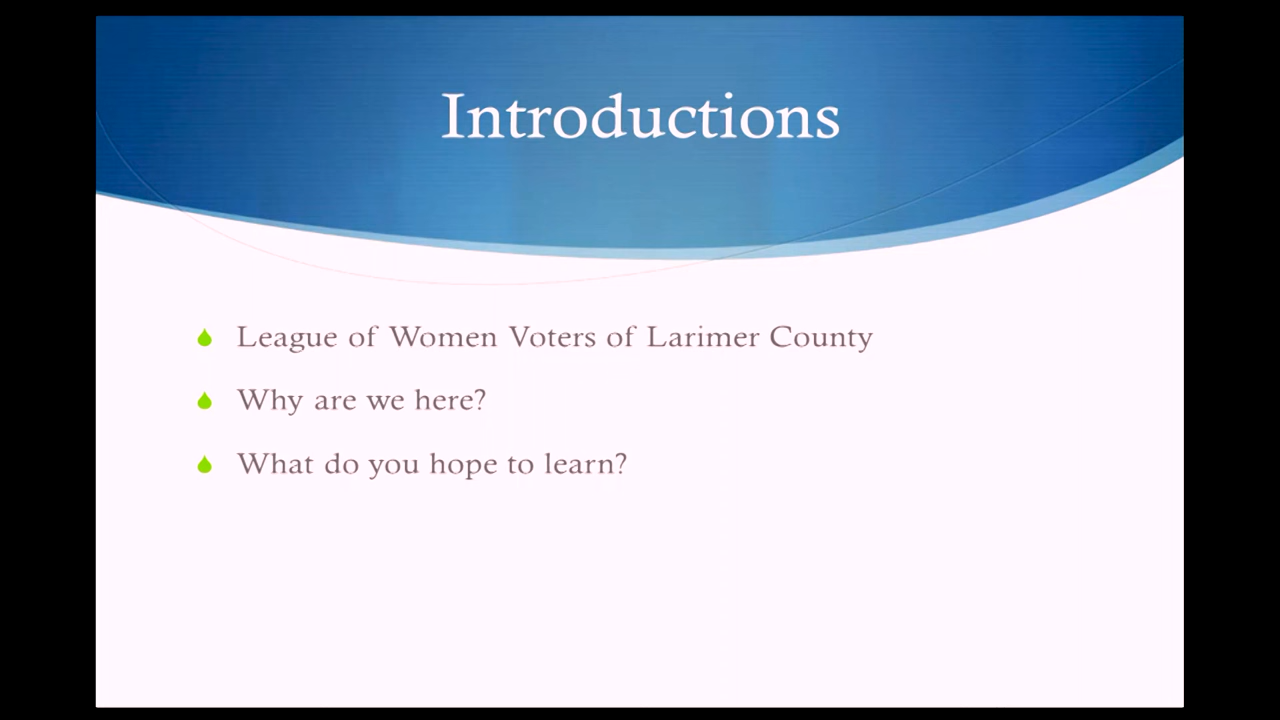 Introductions
League of Women Voters of Larimer County
Why are we here?
What do you hope to learn?